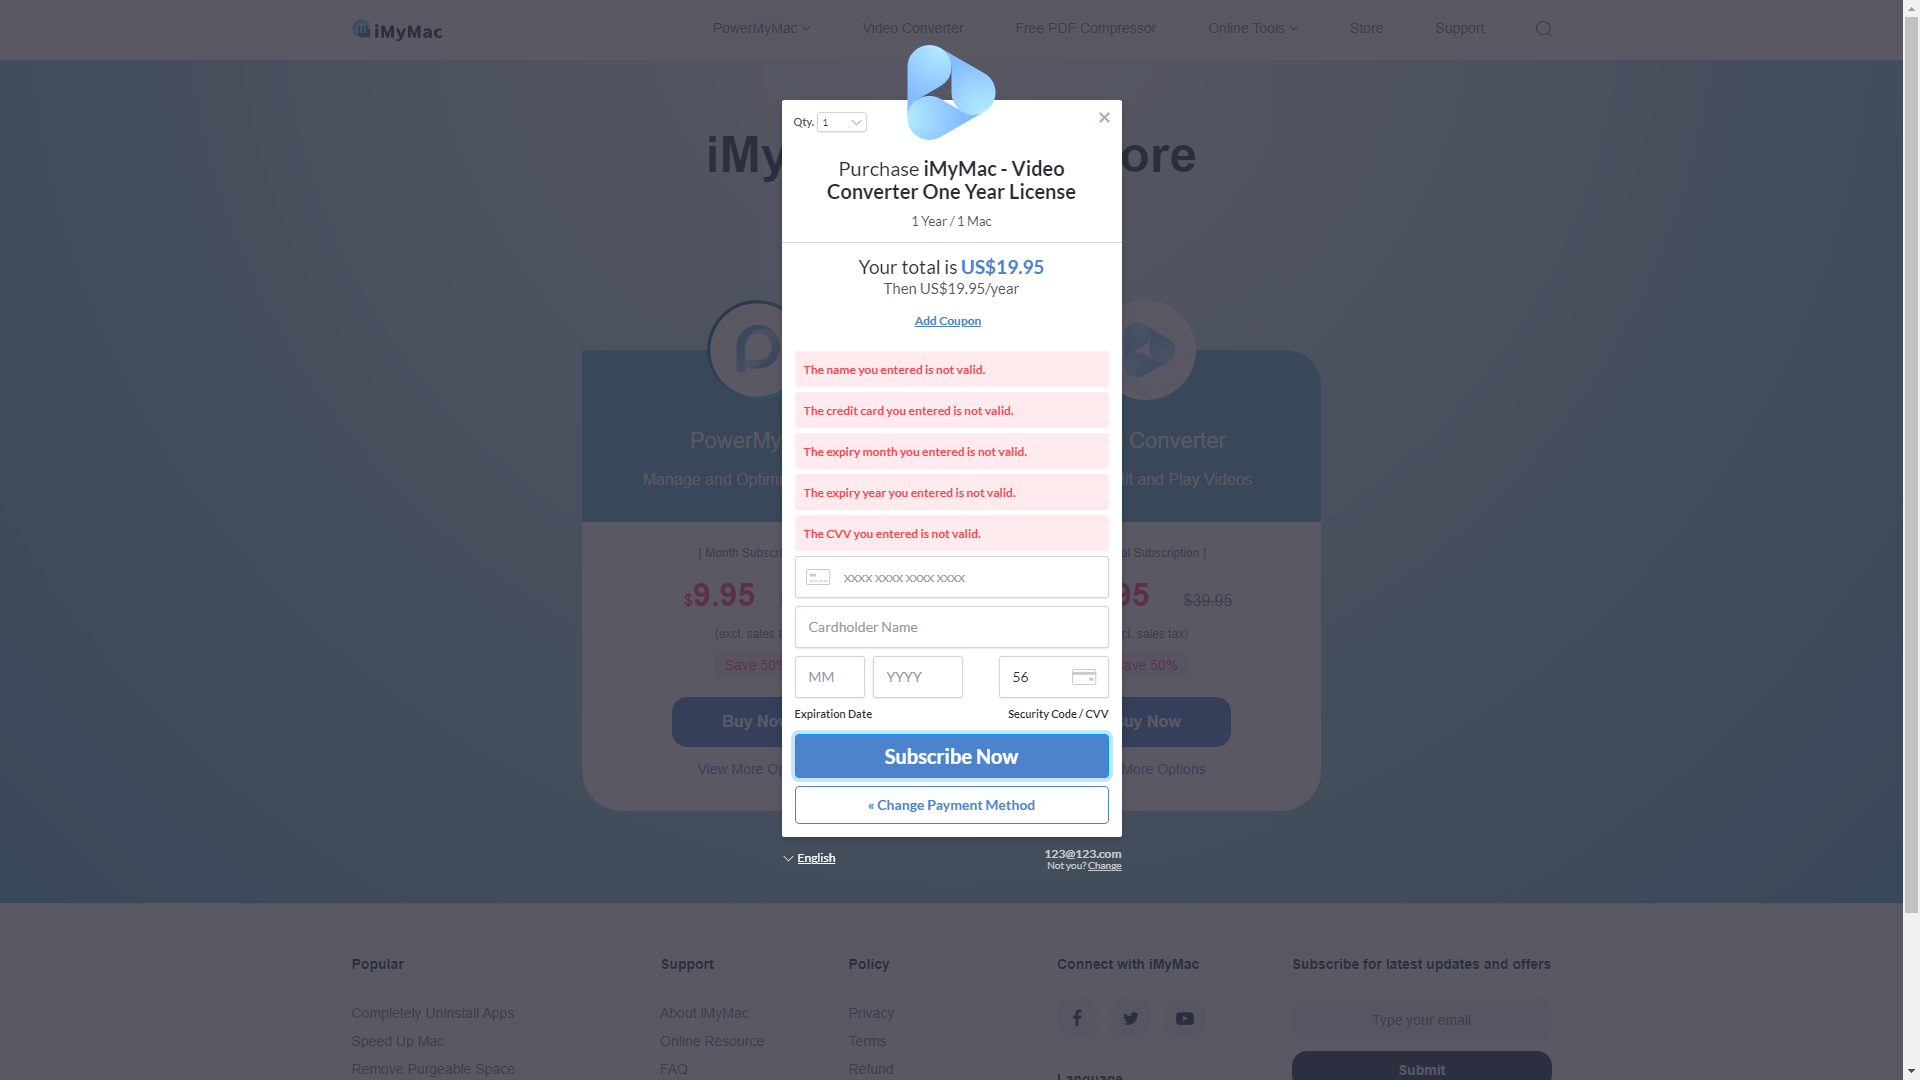 iMyMac
PowerMyMac
Video Converter
Free PDF Compressor
Online Tools
Store
Support
Qty. 1
Purchase iMyMac - Video
Converter One Year License
1 Year / 1 Mac
Your total is US$19.95
Then US$19.95/year
Add Coupon
The name you entered is not valid.
The credit card you entered is not valid.
The expiry month you entered is not valid.
The expiry year you entered is not valid.
The CVV you entered is not valid.
xxxx xxxx xxxx xxxx
Cardholder Name
MM YYYY 56
Expiration Date Security Code / CVV
Subscribe Now
« Change Payment Method
English
123@123.com
Not you? Change
iMy
ore
PowerMy
Manage and Optimi
[ Month Subscri
$9.95
(excl. sales t
Save 50%
Buy Now
View More Op
Converter
it and Play Videos
al Subscription ]
95 $39.95
cl. sales tax)
ave 50%
uy Now
More Options
Popular
Completely Uninstall Apps
Speed Up Mac
Remove Purgeable Space
Support
About iMyMac
Online Resource
FAQ
Policy
Privacy
Terms
Refund
Connect with iMyMac
Language
Subscribe for latest updates and offers
Type your email
Submit